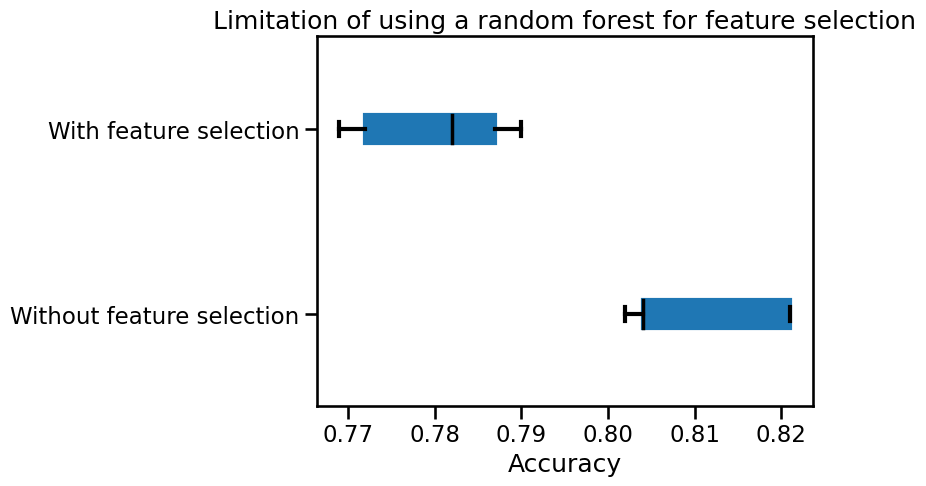 Limitation of using a random forest for feature selection
With feature selection
Without feature selection
0.77 0.78 0.79 0.80 0.81 0.82
Accuracy